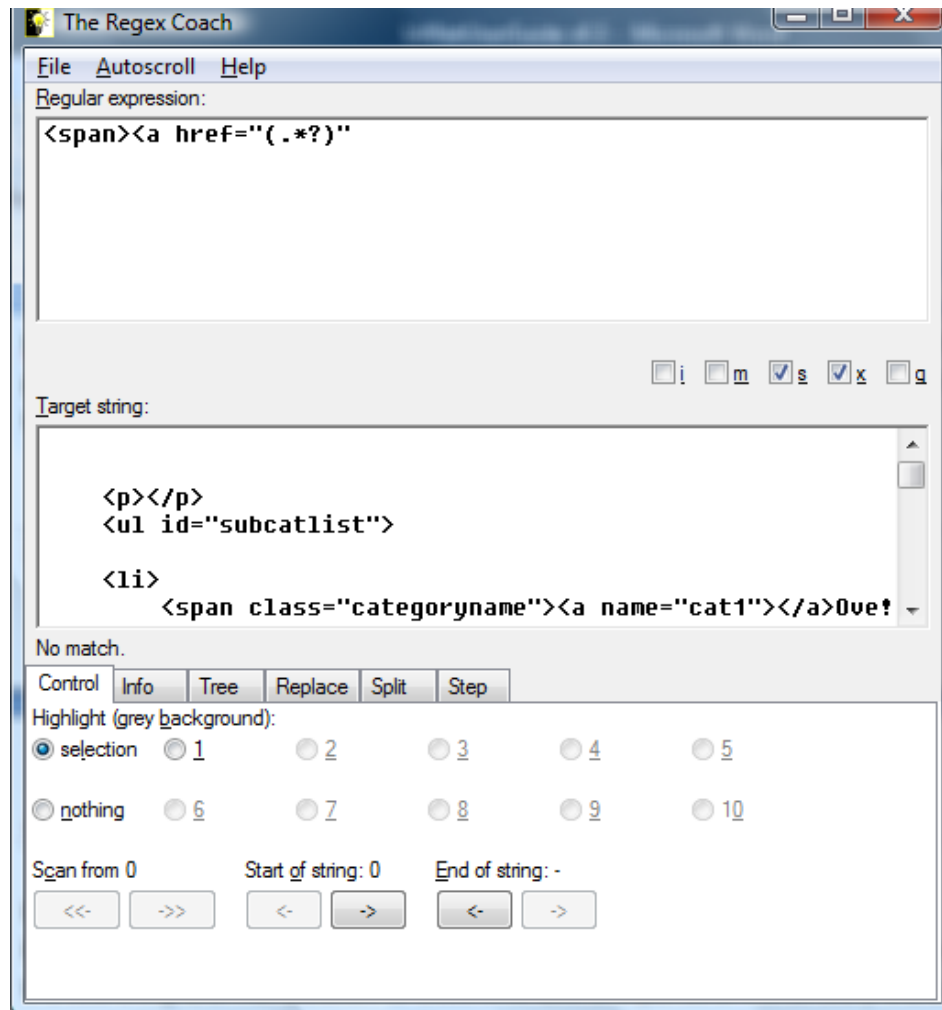 The Regex Coach
File Autoscroll Help
Regular expression:
<span><a href="(.*?)"
i m s x g
Target string:
<p></p>
<ul id="subcatlist">
<li>
<span class="categoryname"><a name="cat1"></a>Ove!
No match.
Control Info Tree Replace Split Step
Highlight (grey background):
selection 1 2 3 4 5
nothing 6 7 8 9 10
Scan from 0 Start of string: 0 End of string: -
<<- ->> <- -> <- ->